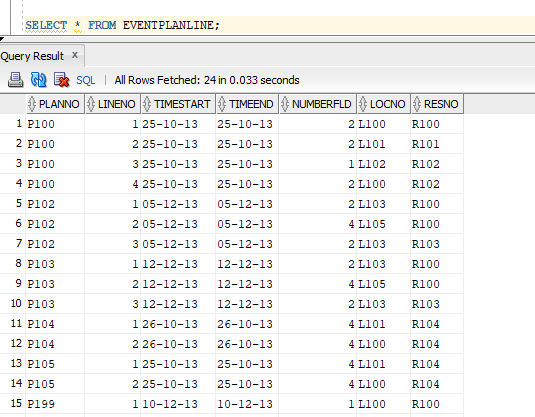 SELECT * FROM EVENTPLANLINE;
Query Result x
SQL | All Rows Fetched: 24 in 0.033 seconds
PLANNO LINENO TIMESTART TIMEEND NUMBERFLD LOCNO RESNO
1 P100 1 25-10-13 25-10-13 2 L100 R100
2 P100 2 25-10-13 25-10-13 2 L101 R101
3 P100 3 25-10-13 25-10-13 1 L102 R102
4 P100 4 25-10-13 25-10-13 2 L100 R102
5 P102 1 05-12-13 05-12-13 2 L103 R100
6 P102 2 05-12-13 05-12-13 4 L105 R100
7 P102 3 05-12-13 05-12-13 2 L103 R103
8 P103 1 12-12-13 12-12-13 2 L103 R100
9 P103 2 12-12-13 12-12-13 4 L105 R100
10 P103 3 12-12-13 12-12-13 2 L103 R103
11 P104 1 26-10-13 26-10-13 4 L101 R104
12 P104 2 26-10-13 26-10-13 4 L100 R104
13 P105 1 25-10-13 25-10-13 4 L101 R104
14 P105 2 25-10-13 25-10-13 4 L100 R104
15 P199 1 10-12-13 10-12-13 1 L100 R100